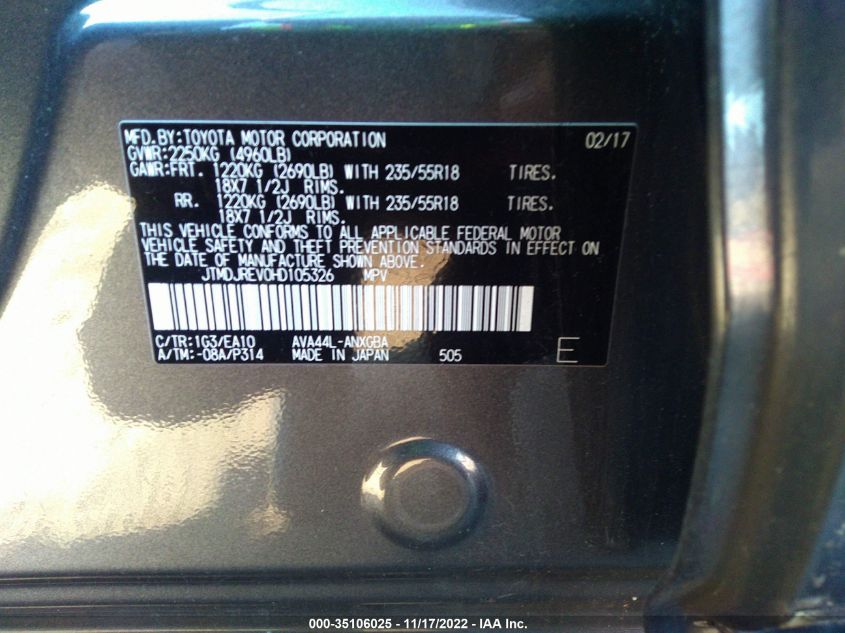 MFD.BY:TOYOTA MOTOR CORPORATION 02/17
GVWR:2250KG (4960LB)
GAWR:FRT. 1220KG (2690LB) WITH 235/55R18 TIRES.
18X7 1/2J RIMS.
RR. 1220KG (2690LB) WITH 235/55R18 TIRES.
18X7 1/2J RIMS.
THIS VEHICLE CONFORMS TO ALL APPLICABLE FEDERAL MOTOR
VEHICLE SAFETY AND THEFT PREVENTION STANDARDS IN EFFECT ON
THE DATE OF MANUFACTURE SHOWN ABOVE.
JTMDJREV0HD105326 MPV
C/TR:1G3/EA10 AVA44L-ANXGBA
A/TM:-08A/P314 MADE IN JAPAN 505 E
000-35106025 - 11/17/2022 - IAA Inc.